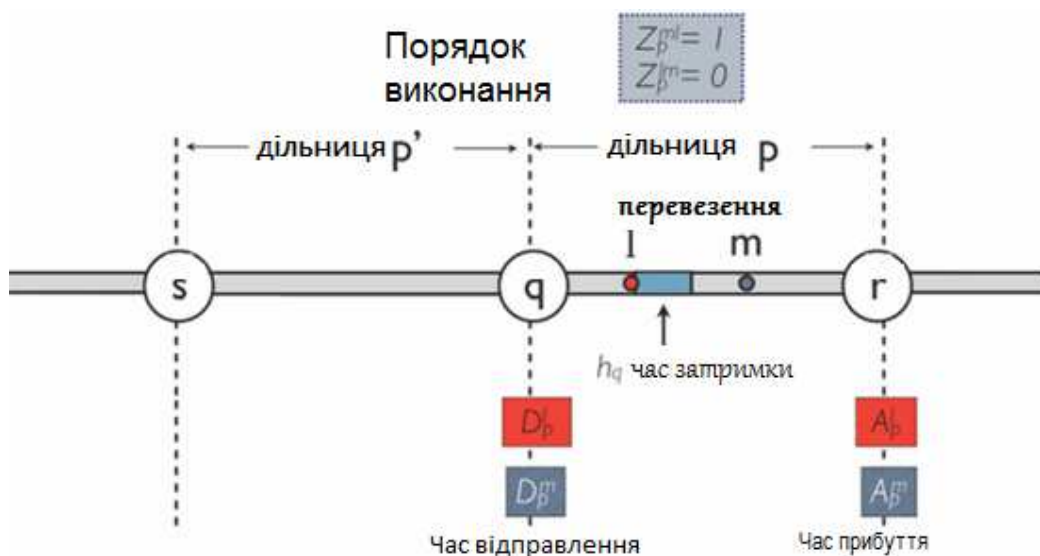 Порядок
виконання
Z_p^{ml} = 1
Z_p^{lm} = 0
дільниця p’
дільниця p
перевезення
l m
s q r
h_q час затримки
D_p^l A_p^l
D_p^m A_p^m
Час відправлення Час прибуття